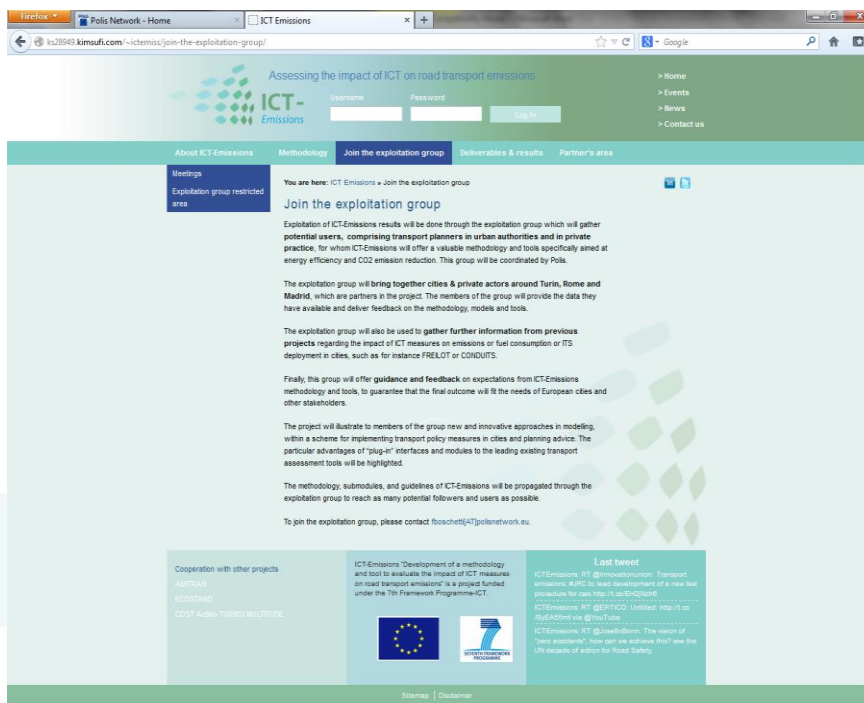 Firefox
Polis Network - Home
ICT Emissions
ks28949.kimsufi.com/~ictemiss/join-the-exploitation-group/
Google
Assessing the impact of ICT on road transport emissions
ICT-
Emissions
Username
Password
Log In
> Home
> Events
> News
> Contact us
About ICT-Emissions
Methodology
Join the exploitation group
Deliverables & results
Partner's area
Meetings
Exploitation group restricted
area
You are here: ICT Emissions » Join the exploitation group
Join the exploitation group
Exploitation of ICT-Emissions results will be done through the exploitation group which will gather
potential users, comprising transport planners in urban authorities and in private
practice, for whom ICT-Emissions will offer a valuable methodology and tools specifically aimed at
energy efficiency and CO2 emission reduction. This group will be coordinated by Polis.
The exploitation group will bring together cities & private actors around Turin, Rome and
Madrid, which are partners in the project. The members of the group will provide the data they
have available and deliver feedback on the methodology, models and tools.
The exploitation group will also be used to gather further information from previous
projects regarding the impact of ICT measures on emissions or fuel consumption or ITS
deployment in cities, such as for instance FREILOT or CONDUITS.
Finally, this group will offer guidance and feedback on expectations from ICT-Emissions
methodology and tools, to guarantee that the final outcome will fit the needs of European cities and
other stakeholders.
The project will illustrate to members of the group new and innovative approaches in modelling,
within a scheme for implementing transport policy measures in cities and planning advice. The
particular advantages of "plug-in" interfaces and modules to the leading existing transport
assessment tools will be highlighted.
The methodology, submodules, and guidelines of ICT-Emissions will be propagated through the
exploitation group to reach as many potential followers and users as possible.
To join the exploitation group, please contact fboschetti[AT]polisnetwork.eu.
Cooperation with other projects
AMITRAN
ECOSTAND
COST Action TU0903 MULTITUDE
ICT-Emissions "Development of a methodology
and tool to evaluate the impact of ICT measures
on road transport emissions" is a project funded
under the 7th Framework Programme-ICT.
SEVENTH FRAMEWORK
PROGRAMME
Last tweet
ICTEmissions: RT @innovationunion: Transport
emissions: #JRC to lead development of a new test
procedure for cars
ICTEmissions: RT @ERTICO: Untitled: http://t.co
via @YouTube
ICTEmissions: RT @JosefinBonn: The vision of
"zero accidents", how can we achieve this? see the
UN decade of action for Road Safety.
Sitemap | Disclaimer